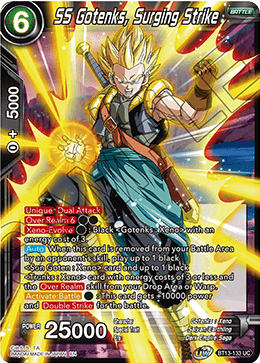 6
SS Gotenks, Surging Strike
BATTLE
0 + 5000
Unique Dual Attack
Over Realm 6
Xeno-Evolve : Black <Gotenks : Xeno> with an
energy cost of 3
Auto When this card is removed from your Battle Area
by an opponent's skill, play up to 1
<Son Goten : Xeno> card and up to 1 black
<Trunks : Xeno> card with energy costs of 3 or less and
the Over Realm skill from your Drop Area or Warp.
Activate: Battle : This card gets +10000 power
and Double Strike for the battle.
POWER 25000
Character
Special Trait
Era
Gotenks : Xeno
Saiyan/Earthling
Dark Empire Saga
BT13-133 UC